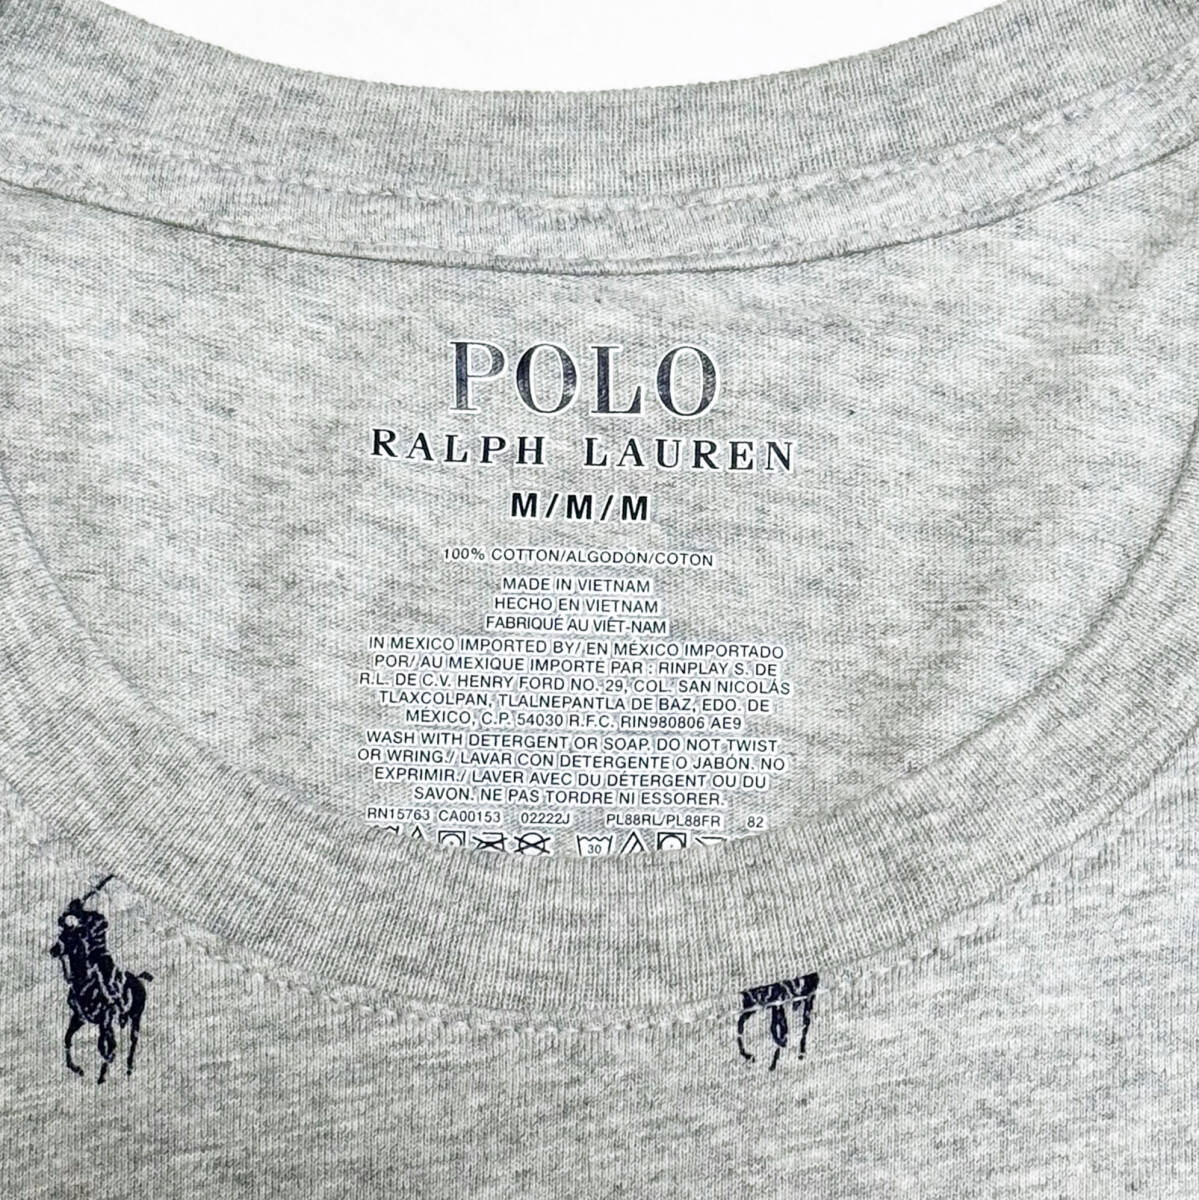 POLO
RALPH LAUREN
M/M/M
100% COTTON/ALGODÓN/COTON
MADE IN VIETNAM
HECHO EN VIETNAM
FABRIQUÉ AU VIÊT-NAM
IN MEXICO IMPORTED BY/ EN MÉXICO IMPORTADO
POR/ AU MEXIQUE IMPORTÉ PAR : RINPLAY S. DE
R.L. DE C.V. HENRY FORD NO. 29, COL. SAN NICOLÁS
TLAXCOLPAN, TLALNEPANTLA DE BAZ, EDO. DE
MÉXICO, C.P. 54030 R.F.C. RIN980806 AE9
WASH WITH DETERGENT OR SOAP. DO NOT TWIST
OR WRING./ LAVAR CON DETERGENTE O JABÓN. NO
EXPRIMIR./ LAVER AVEC DU DÉTERGENT OU DU
SAVON. NE PAS TORDRE NI ESSORER.
RN15763 CA00153 02222J PL88RL/PL88FR 82
30